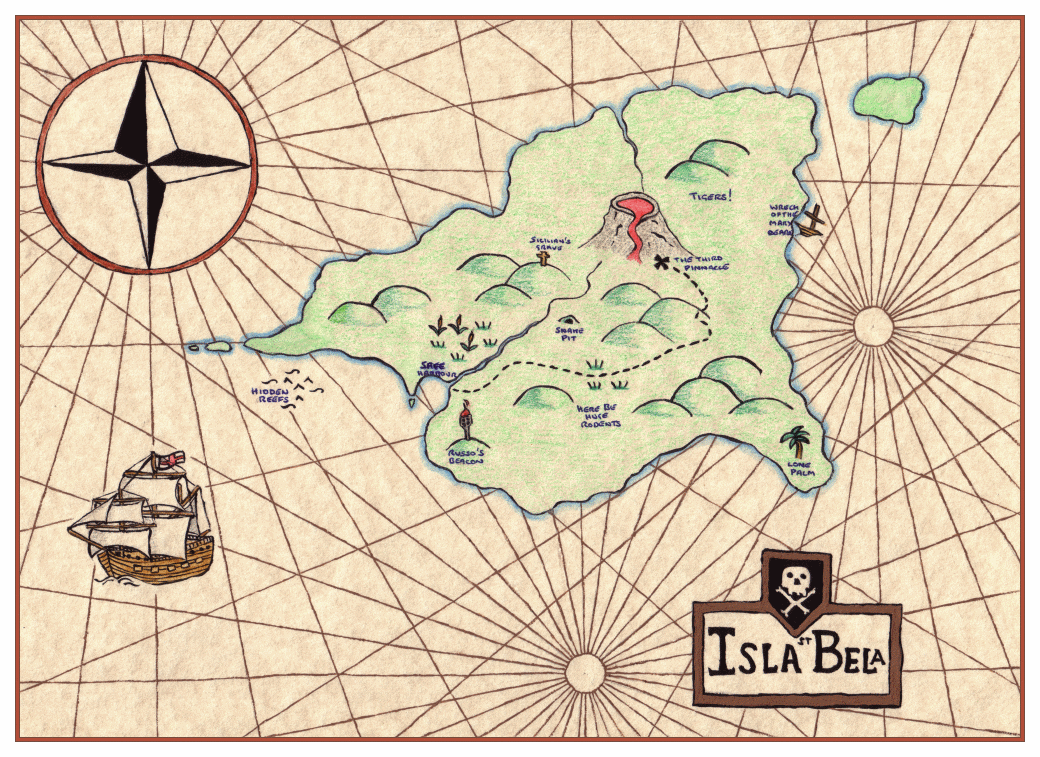 TIGERS!
WRECK
OF THE
MARY
DEARE
SICILIAN'S
GRAVE
THE THIRD
PINNACLE
SNAKE
PIT
SAFE
HARBOUR
HIDDEN
REEFS
HERE BE
HUGE
RODENTS
RUSSO'S
BEACON
LONE
PALM
ISLA ST BELA